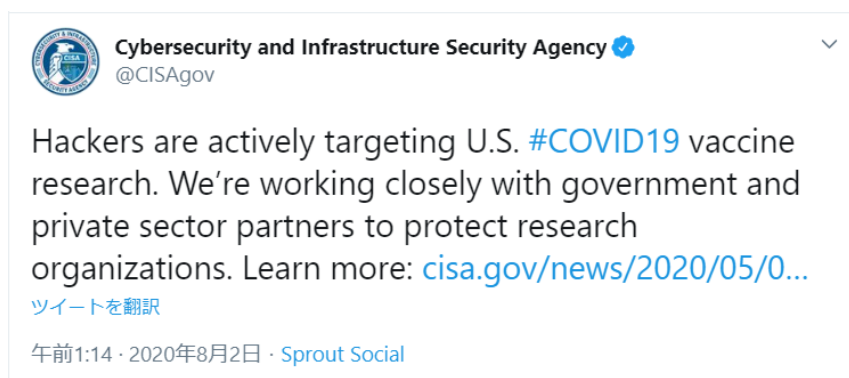 Cybersecurity and Infrastructure Security Agency
@CISAgov
Hackers are actively targeting U.S. #COVID19 vaccine
research. We’re working closely with government and
private sector partners to protect research
organizations. Learn more: cisa.gov/news/2020/05/0...
ツイートを翻訳
午前1:14 · 2020年8月2日 · Sprout Social